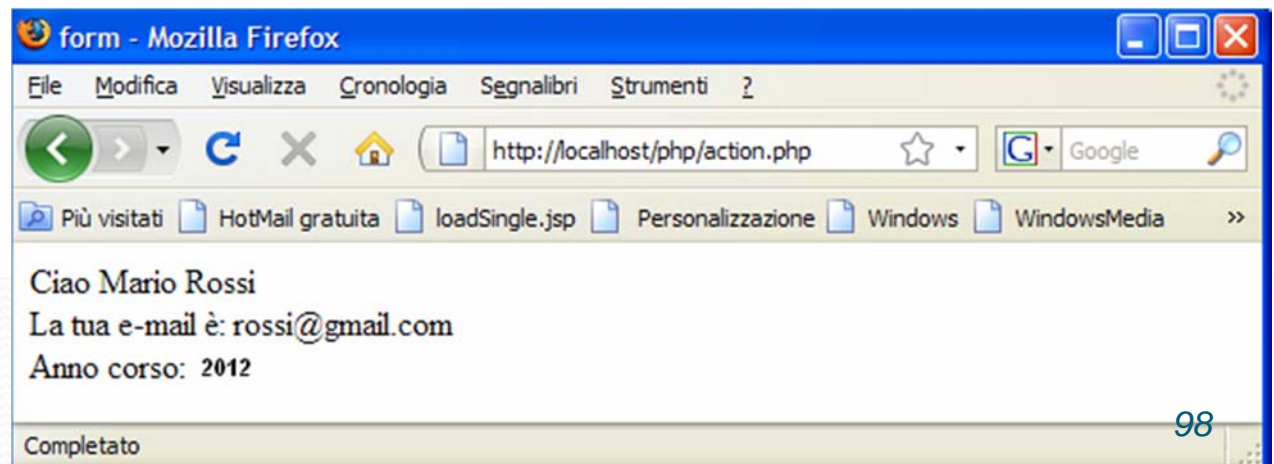 form - Mozilla Firefox
File Modifica Visualizza Cronologia Segnalibri Strumenti ?
http://localhost/php/action.php G Google
Più visitati HotMail gratuita loadSingle.jsp Personalizzazione Windows WindowsMedia »
Ciao Mario Rossi
La tua e-mail è: rossi@gmail.com
Anno corso: 2012
98
Completato